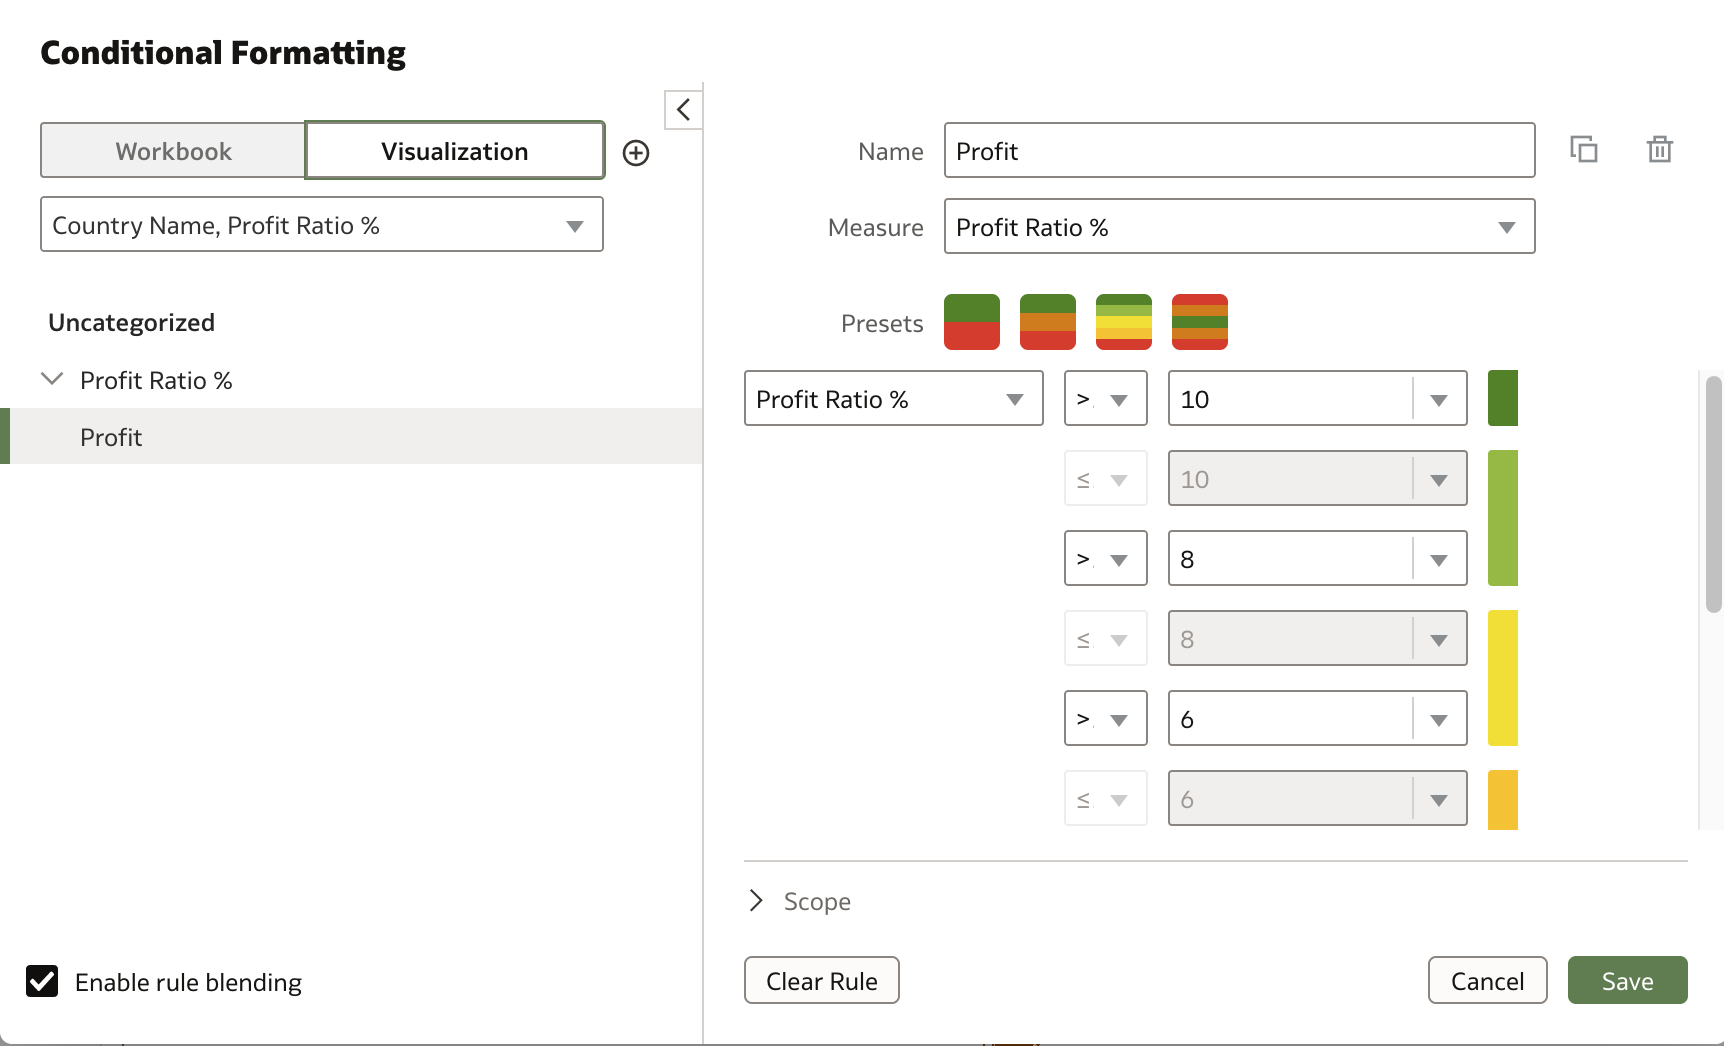 Conditional Formatting
Workbook
Visualization
Country Name, Profit Ratio %
Uncategorized
Profit Ratio %
Profit
Enable rule blending
Name
Profit
Measure
Profit Ratio %
Presets
Profit Ratio % > 10
≤ 10
> 8
≤ 8
> 6
≤ 6
Scope
Clear Rule
Cancel
Save